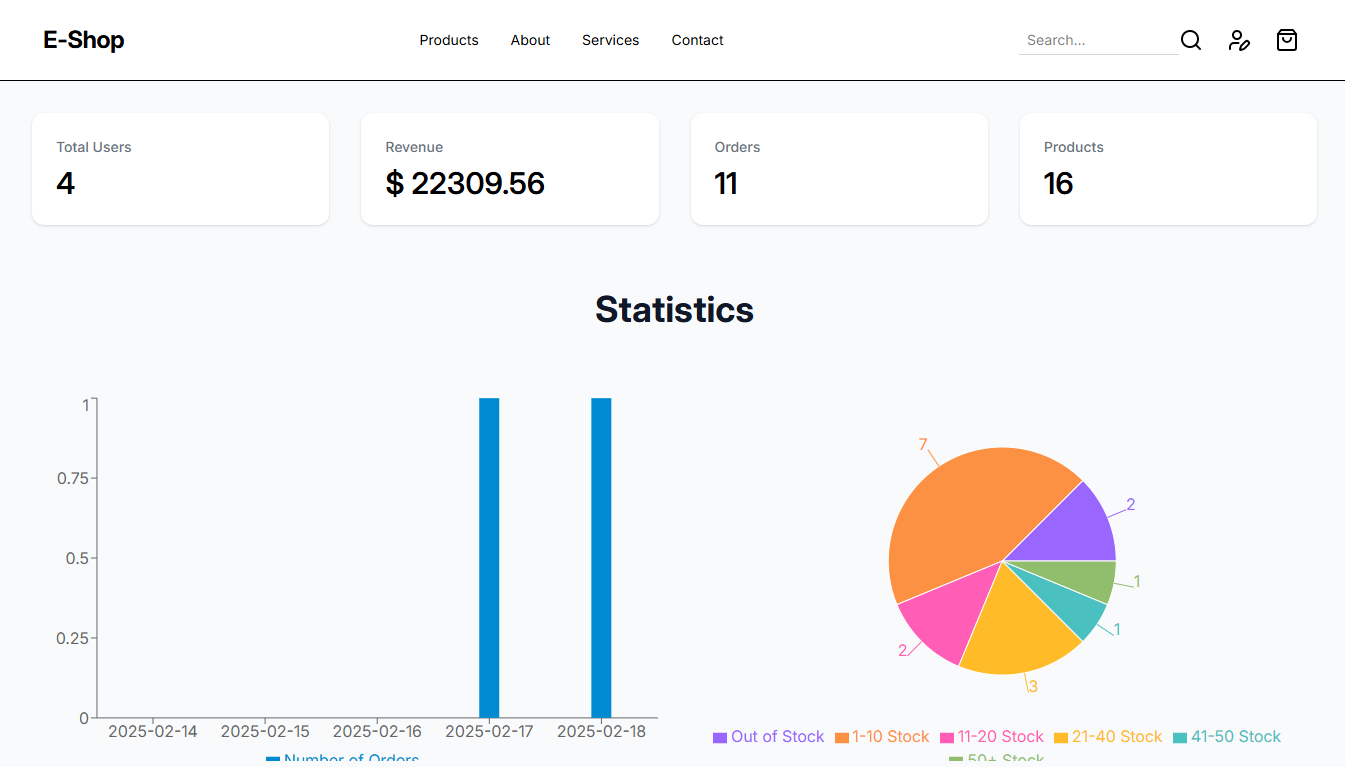 E-Shop Products About Services Contact Search...
Total Users Revenue Orders Products
4 $ 22309.56 11 16
Statistics
1
0.75
0.5
0.25
0
2025-02-14 2025-02-15 2025-02-16 2025-02-17 2025-02-18
Number of Orders
7
2
1
1
2
3
Out of Stock 1-10 Stock 11-20 Stock 21-40 Stock 41-50 Stock
50+ Stock